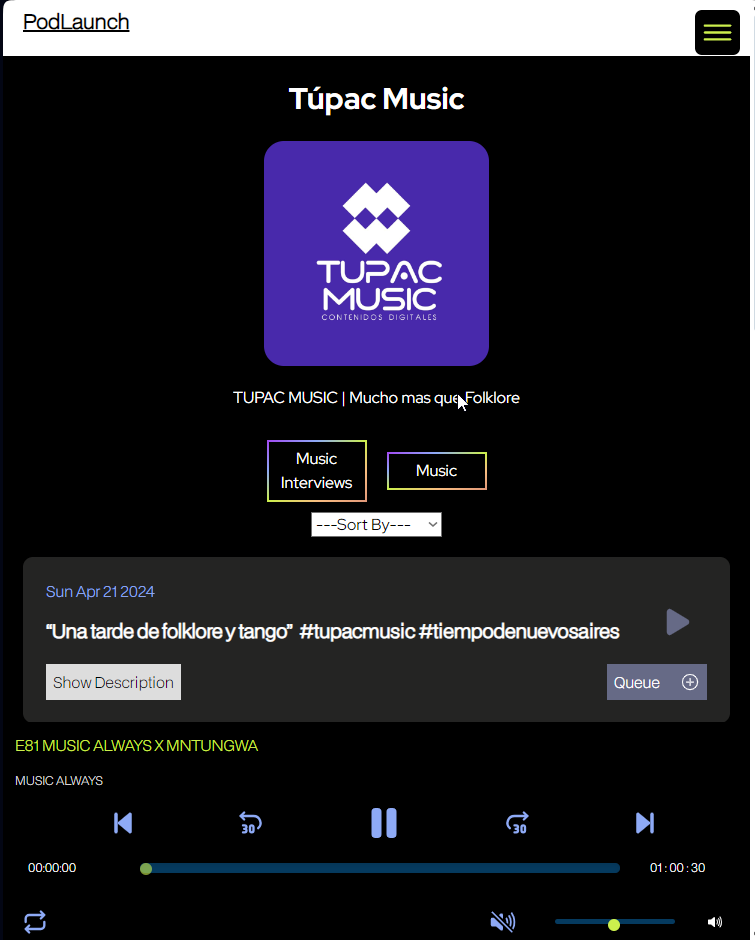 PodLaunch
Túpac Music
TUPAC
MUSIC
CONTENIDOS DIGITALES
TUPAC MUSIC | Mucho mas que Folklore
Music
Interviews
Music
---Sort By---
Sun Apr 21 2024
“Una tarde de folklore y tango” #tupacmusic #tiempodenuevosaires
Show Description
Queue
E81 MUSIC ALWAYS X MNTUNGWA
MUSIC ALWAYS
30
30
00:00:00
01:00:30